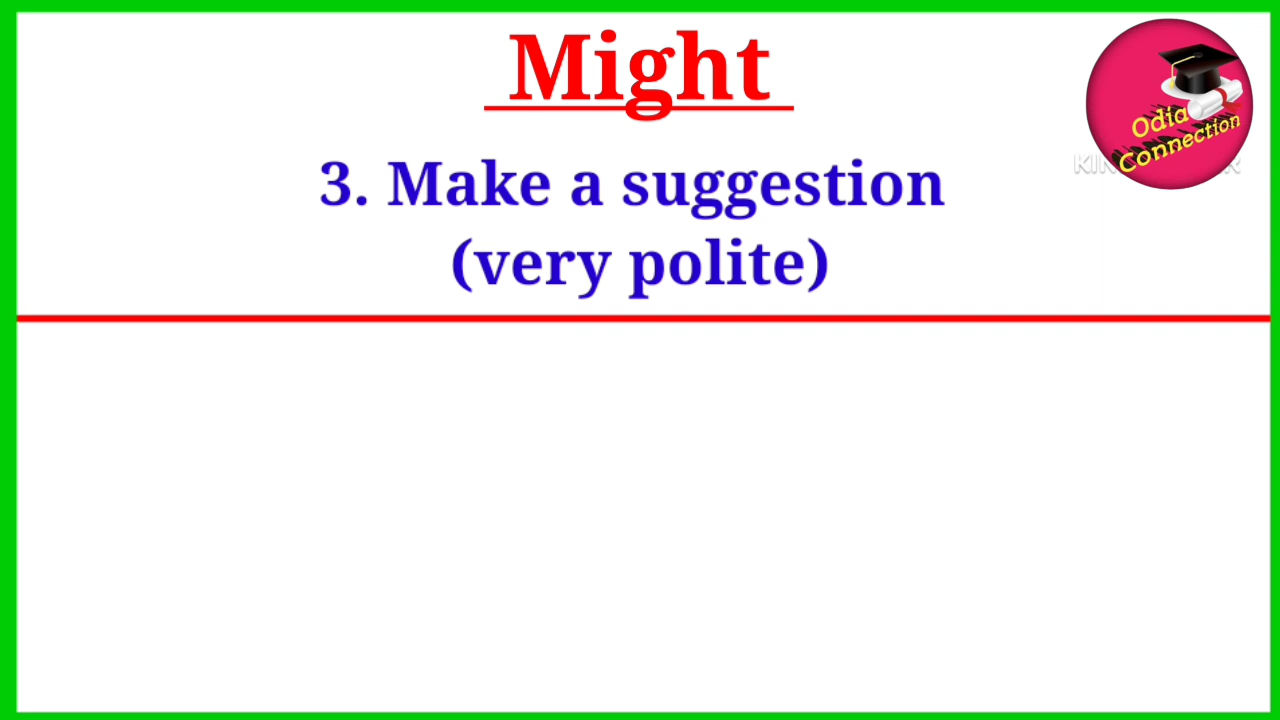 Might
3. Make a suggestion
(very polite)
Odia
Connection